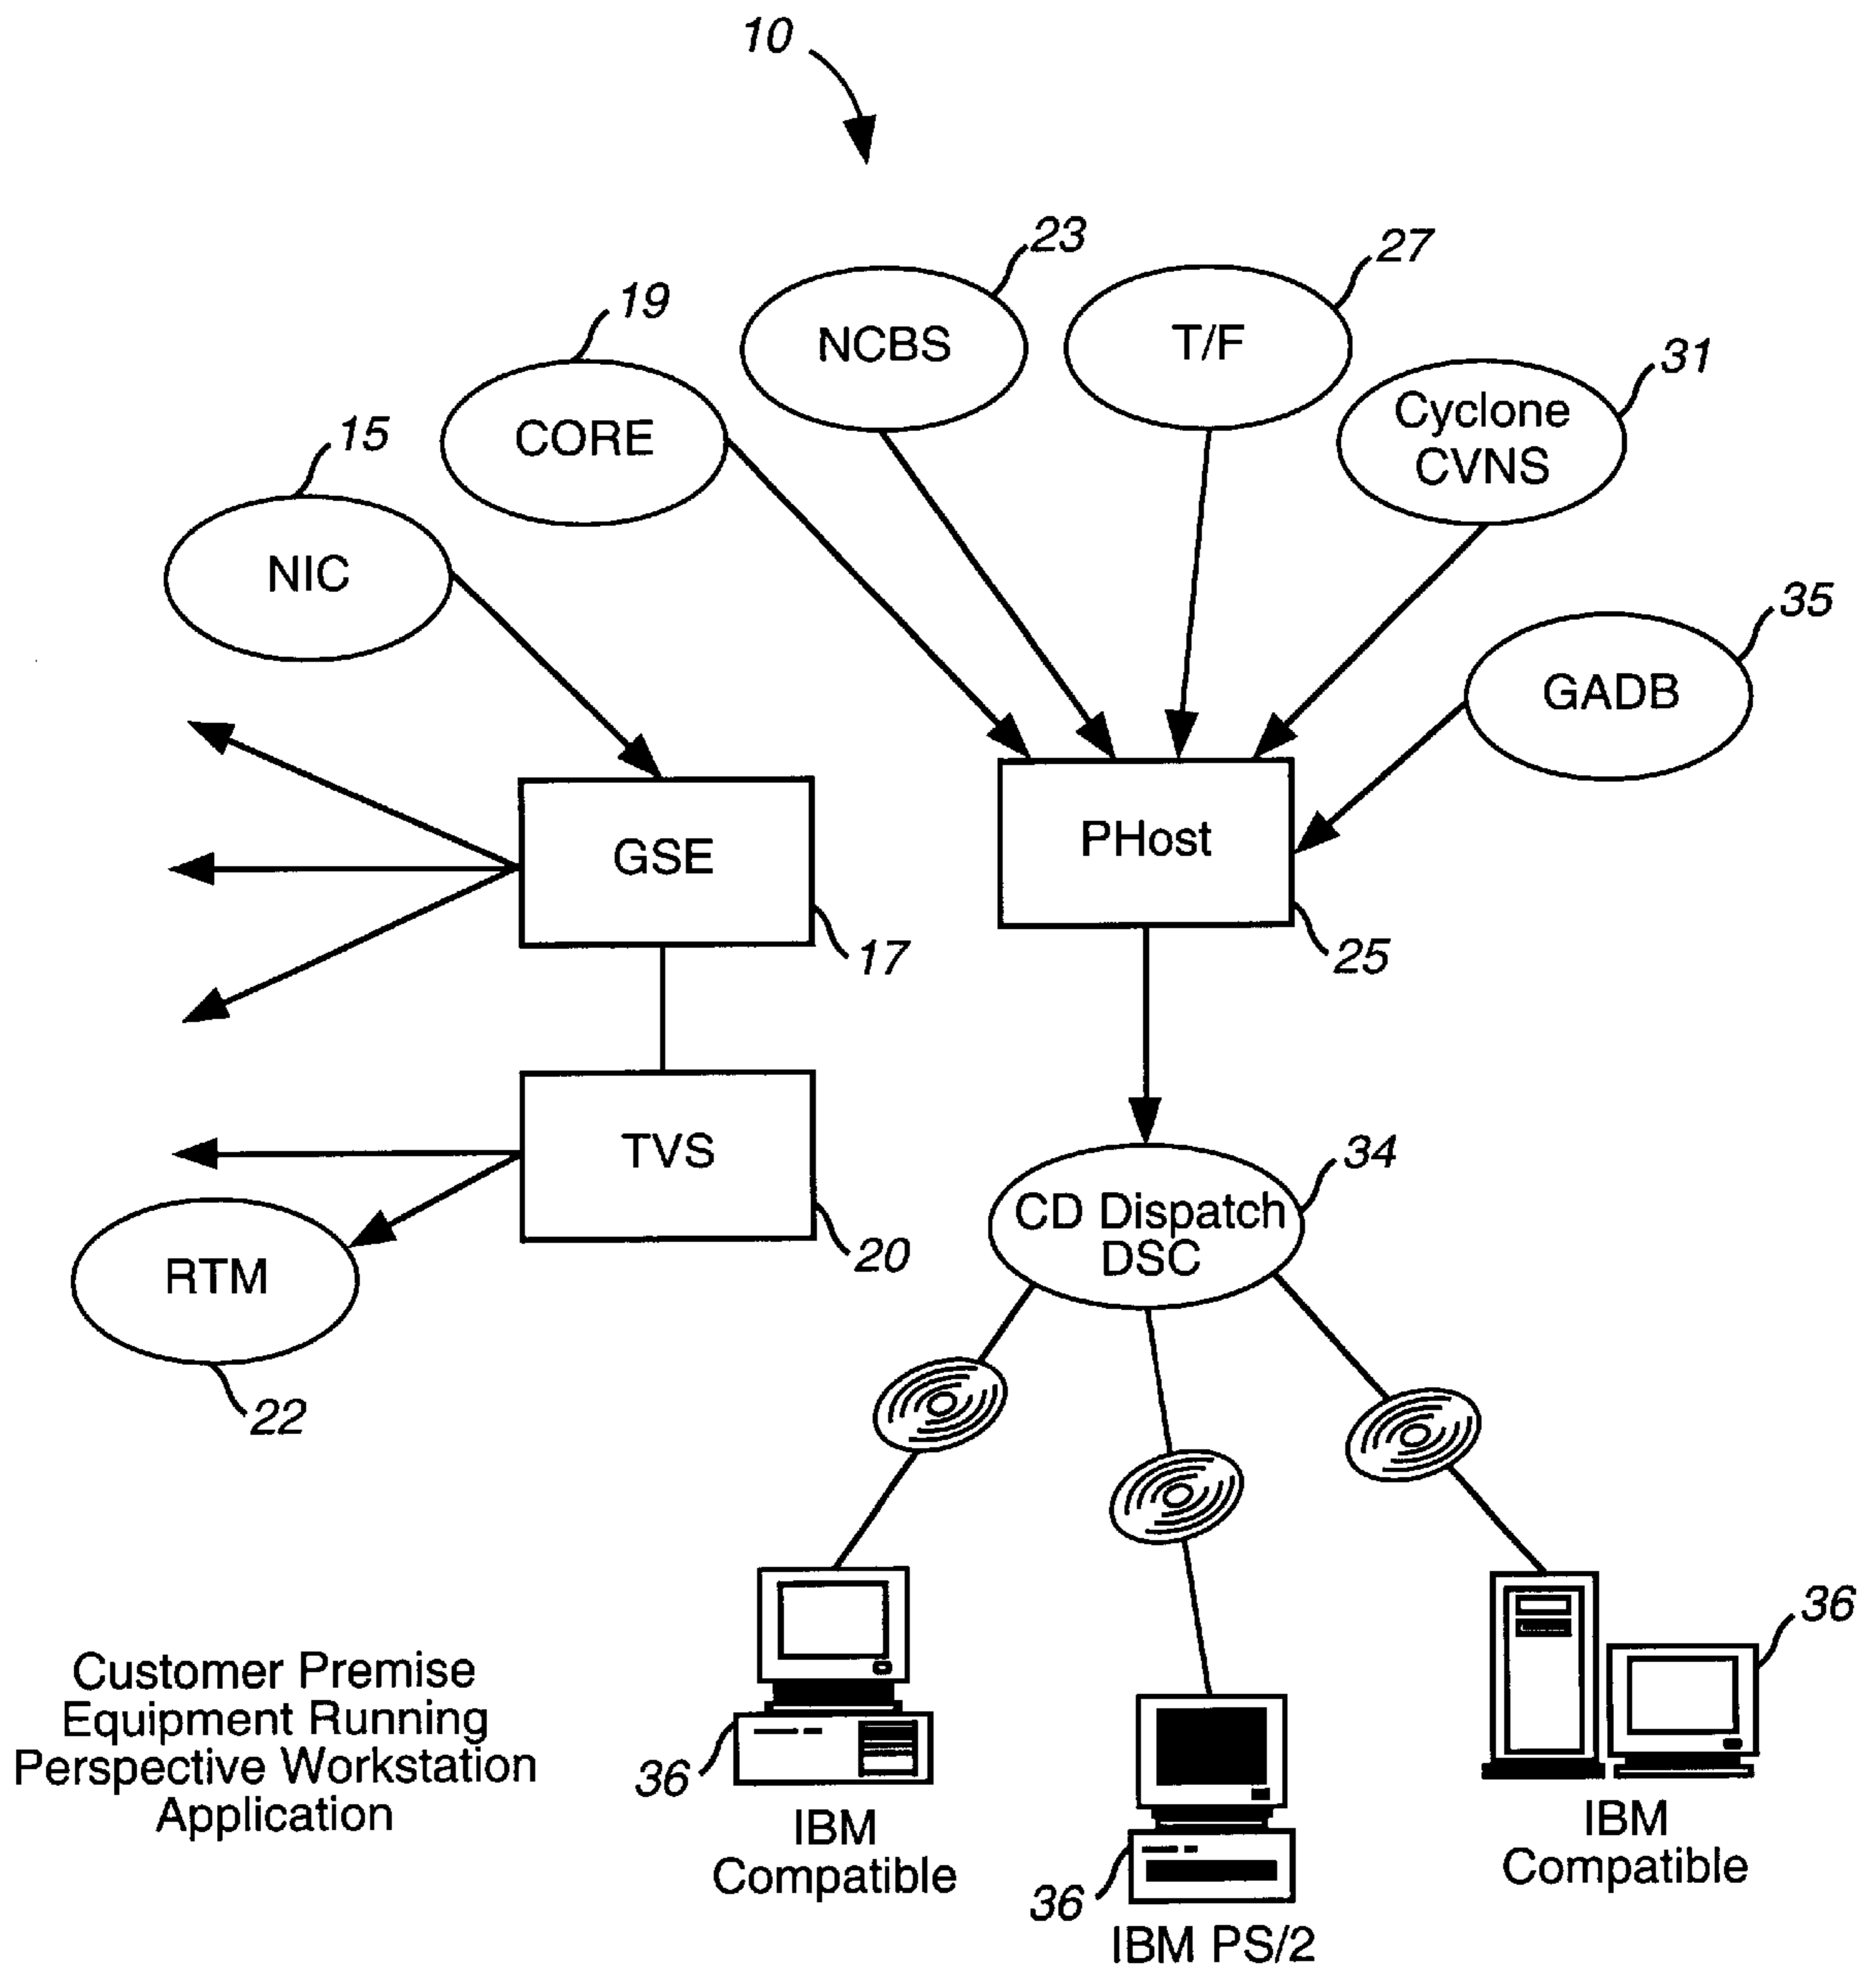 10
23
27
19
NCBS
T/F
31
Cyclone
CVNS
15
CORE
NIC
35
GADB
PHost
GSE
17
25
TVS
34
CD Dispatch
DSC
20
RTM
22
36
Customer Premise
Equipment Running
Perspective Workstation
Application
36
IBM
Compatible
36
IBM PS/2
IBM
Compatible